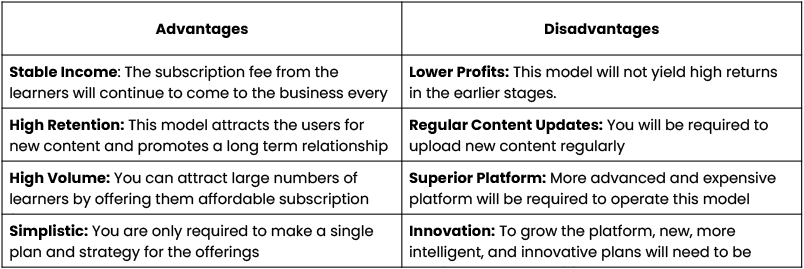 Advantages
Disadvantages
Stable Income: The subscription fee from the
learners will continue to come to the business every
Lower Profits: This model will not yield high returns
in the earlier stages.
High Retention: This model attracts the users for
new content and promotes a long term relationship
Regular Content Updates: You will be required to
upload new content regularly
High Volume: You can attract large numbers of
learners by offering them affordable subscription
Superior Platform: More advanced and expensive
platform will be required to operate this model
Simplistic: You are only required to make a single
plan and strategy for the offerings
Innovation: To grow the platform, new, more
intelligent, and innovative plans will need to be